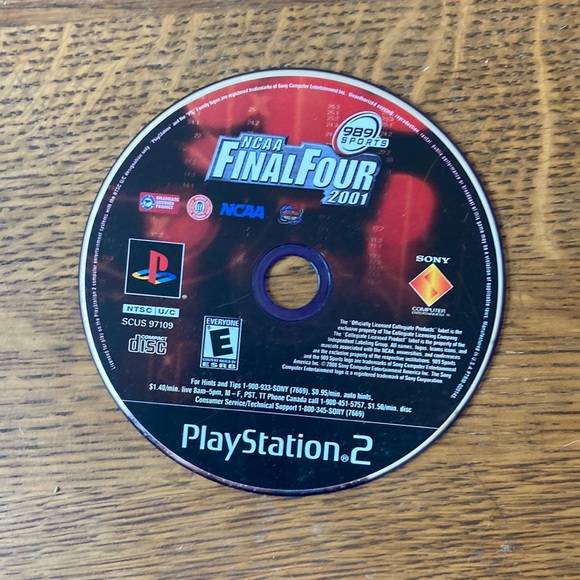 989
SPORTS
NCAA
FINAL FOUR
2001
NCAA
SONY
COMPUTER
ENTERTAINMENT
NTSC U/C
SCUS 97109
COMPACT
disc
EVERYONE
E
ESRB
The "Officially Licensed Collegiate Products" label is the
exclusive property of The Collegiate Licensing Company.
The "Collegiate Licensed Product" label is the property of the
Independent Labeling Group. All names, logos, icons and
mascots associated with the NCAA, universities, and conferences
are the exclusive property of the respective institutions. 989 Sports
and the 989 Sports logo are trademarks of Sony Computer Entertainment
America Inc. © 2000 Sony Computer Entertainment America Inc. The Sony
Computer Entertainment logo is a registered trademark of Sony Corporation.
For Hints and Tips 1-900-933-SONY (7669) $0.95/min. auto hints,
$1.40/min. live 8am–5pm, M – F, PST, TT Phone Canada call 1-900-451-5757, $1.50/min. disc
Consumer Service/Technical Support 1-800-345-SONY (7669)
PlayStation®2